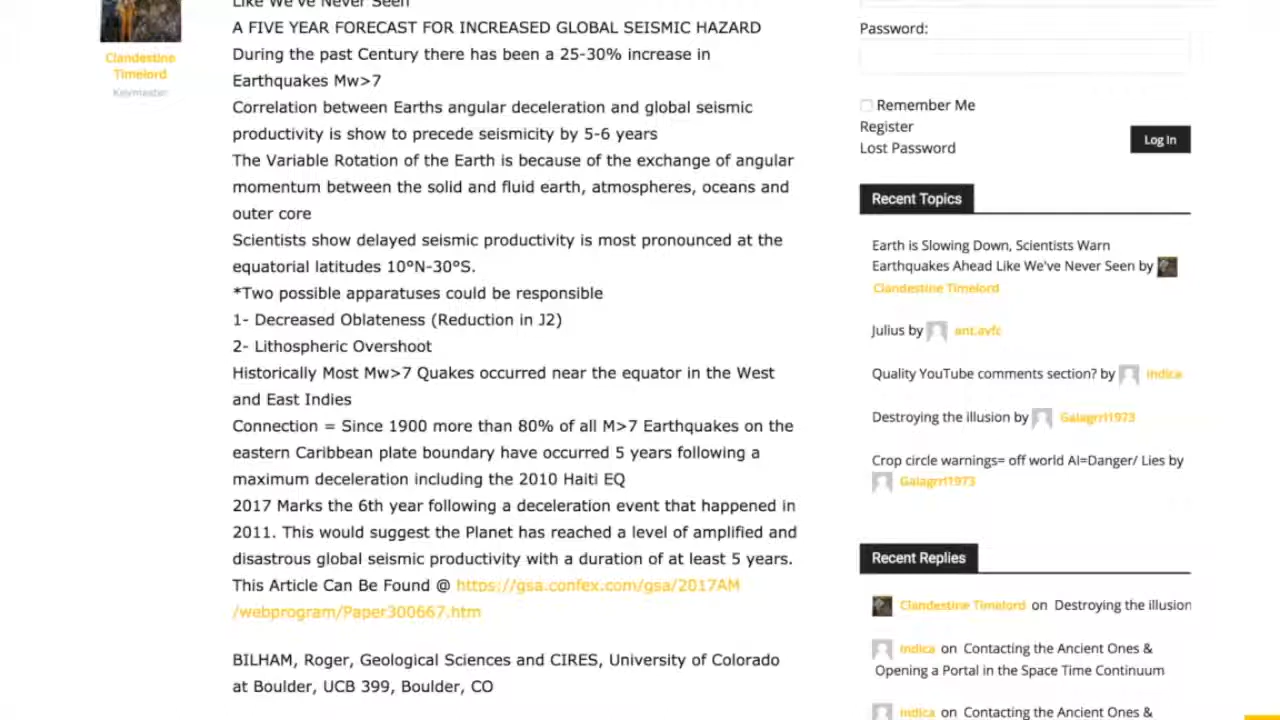 Like We've Never Seen
A FIVE YEAR FORECAST FOR INCREASED GLOBAL SEISMIC HAZARD
During the past Century there has been a 25-30% increase in
Earthquakes Mw>7
Correlation between Earths angular deceleration and global seismic
productivity is show to precede seismicity by 5-6 years
The Variable Rotation of the Earth is because of the exchange of angular
momentum between the solid and fluid earth, atmospheres, oceans and
outer core
Scientists show delayed seismic productivity is most pronounced at the
equatorial latitudes 10°N-30°S.
*Two possible apparatuses could be responsible
1- Decreased Oblateness (Reduction in J2)
2- Lithospheric Overshoot
Historically Most Mw>7 Quakes occurred near the equator in the West
and East Indies
Connection = Since 1900 more than 80% of all M>7 Earthquakes on the
eastern Caribbean plate boundary have occurred 5 years following a
maximum deceleration including the 2010 Haiti EQ
2017 Marks the 6th year following a deceleration event that happened in
2011. This would suggest the Planet has reached a level of amplified and
disastrous global seismic productivity with a duration of at least 5 years.
This Article Can Be Found @ https://gsa.confex.com/gsa/2017AM
/webprogram/Paper300667.htm
BILHAM, Roger, Geological Sciences and CIRES, University of Colorado
at Boulder, UCB 399, Boulder, CO
Clandestine
Timelord
Keymaster
Password:
Remember Me
Register
Lost Password
Log In
Recent Topics
Earth is Slowing Down, Scientists Warn
Earthquakes Ahead Like We've Never Seen by
Clandestine Timelord
Julius by ant.avfc
Quality YouTube comments section? by indica
Destroying the illusion by Gaiagrrl1973
Crop circle warnings= off world AI=Danger/ Lies by
Gaiagrrl1973
Recent Replies
Clandestine Timelord on Destroying the illusion
indica on Contacting the Ancient Ones &
Opening a Portal in the Space Time Continuum
indica on Contacting the Ancient Ones &